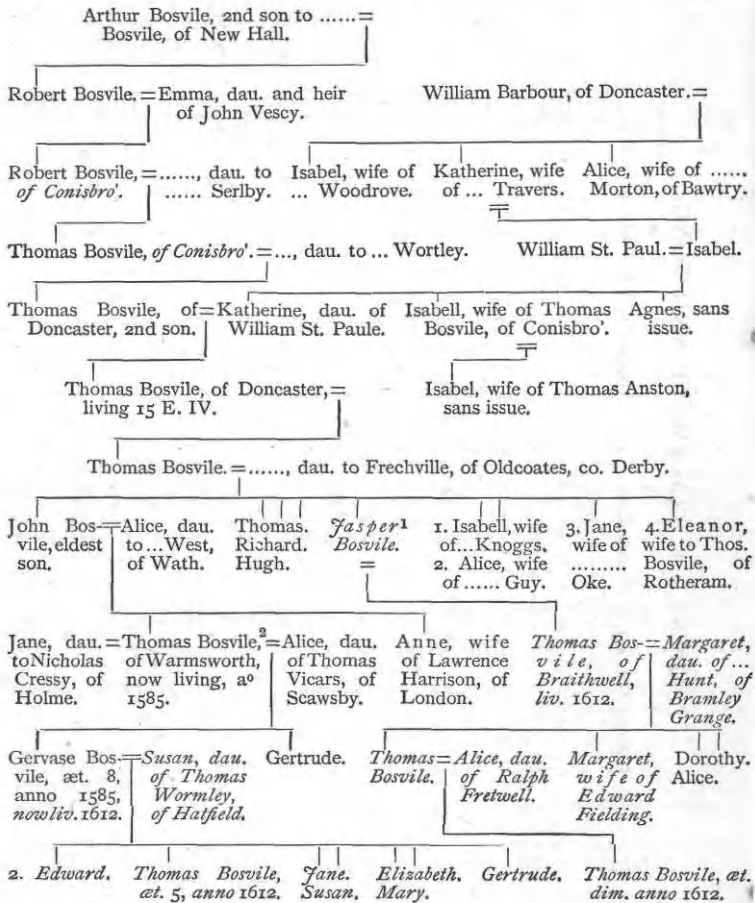 Arthur Bosvile, 2nd son to ...... =
Bosvile, of New Hall.
Robert Bosvile. = Emma, dau. and heir
of John Vescy.
William Barbour, of Doncaster. =
Robert Bosvile, = ......, dau. to
of Conisbro'. ...... Serlby.
Isabel, wife of
... Woodrove.
Katherine, wife
of ... Travers.
Alice, wife of ......
Morton, of Bawtry.
Thomas Bosvile, of Conisbro'. = ..., dau. to ... Wortley.
William St. Paul. = Isabel.
Thomas Bosvile, of = Katherine, dau. of
Doncaster, 2nd son. William St. Paule.
Isabell, wife of Thomas
Bosvile, of Conisbro'.
Agnes, sans
issue.
Thomas Bosvile, of Doncaster, =
living 15 E. IV.
Isabel, wife of Thomas Anston,
sans issue.
Thomas Bosvile. = ......, dau. to Frechville, of Oldcoates, co. Derby.
John Bos- = Alice, dau.
vile, eldest to ... West,
son. of Wath.
Thomas.
Richard.
Hugh.
Jasper¹
Bosvile.
=
1. Isabell, wife
of ... Knoggs.
2. Alice, wife
of ...... Guy.
3. Jane,
wife of
.........
Oke.
4. Eleanor,
wife to Thos.
Bosvile, of
Rotheram.
Jane, dau. = Thomas Bosvile,² = Alice, dau.
to Nicholas of Warmsworth, of Thomas
Cressy, of now living, aº Vicars, of
Holme. 1585. Scawsby.
Anne, wife
of Lawrence
Harrison, of
London.
Thomas Bos- = Margaret,
vile, of dau. of ...
Braithwell, Hunt, of
liv. 1612. Bramley
Grange.
Gervase Bos- = Susan, dau.
vile, æt. 8, of Thomas
anno 1585, Wormley,
now liv. 1612. of Hatfield.
Gertrude.
Thomas = Alice, dau.
Bosvile. of Ralph
Fretwell.
Margaret,
wife of
Edward
Fielding.
Dorothy.
Alice.
2. Edward.
Thomas Bosvile,
æt. 5, anno 1612.
Jane.
Susan.
Elizabeth.
Mary.
Gertrude.
Thomas Bosvile, æt.
dim. anno 1612.